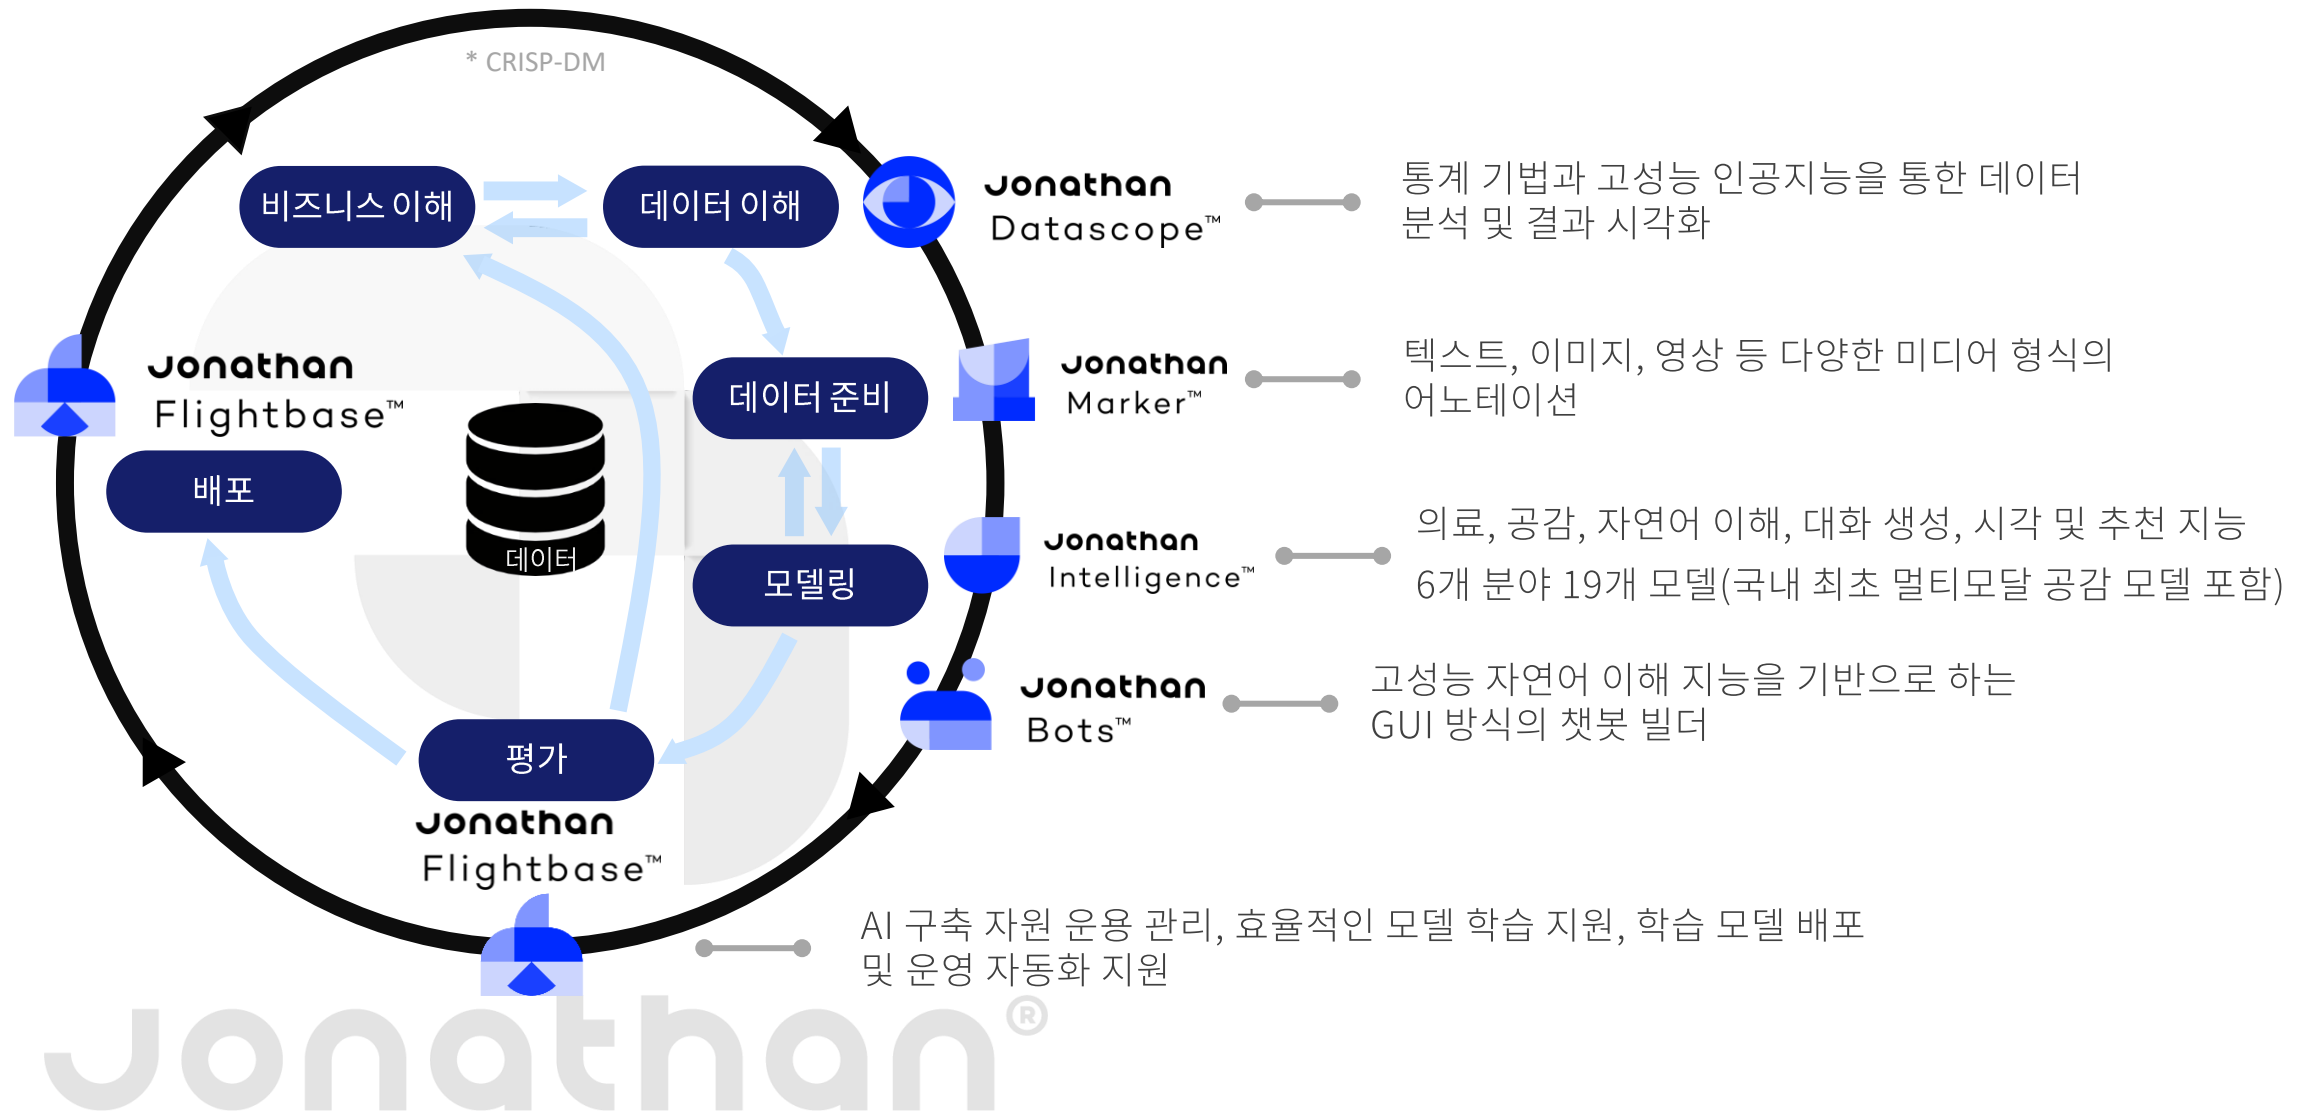 * CRISP-DM
비즈니스 이해
데이터 이해
Jonathan
Datascope™
통계 기법과 고성능 인공지능을 통한 데이터
분석 및 결과 시각화
Jonathan
Flightbase™
데이터 준비
Jonathan
Marker™
텍스트, 이미지, 영상 등 다양한 미디어 형식의
어노테이션
배포
데이터
모델링
Jonathan
Intelligence™
의료, 공감, 자연어 이해, 대화 생성, 시각 및 추천 지능
6개 분야 19개 모델(국내 최초 멀티모달 공감 모델 포함)
Jonathan
Bots™
고성능 자연어 이해 지능을 기반으로 하는
GUI 방식의 챗봇 빌더
평가
Jonathan
Flightbase™
AI 구축 자원 운용 관리, 효율적인 모델 학습 지원, 학습 모델 배포
및 운영 자동화 지원
Jonathan®